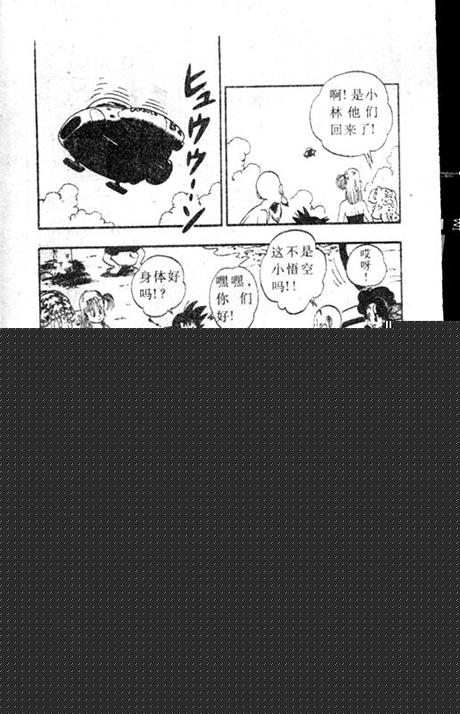 ヒュウゥーン
啊！是小
林他们
回来了！
身体好
吗！？
嘿嘿，
你们
好！
这不是
小悟空
吗！！
哎
呀！